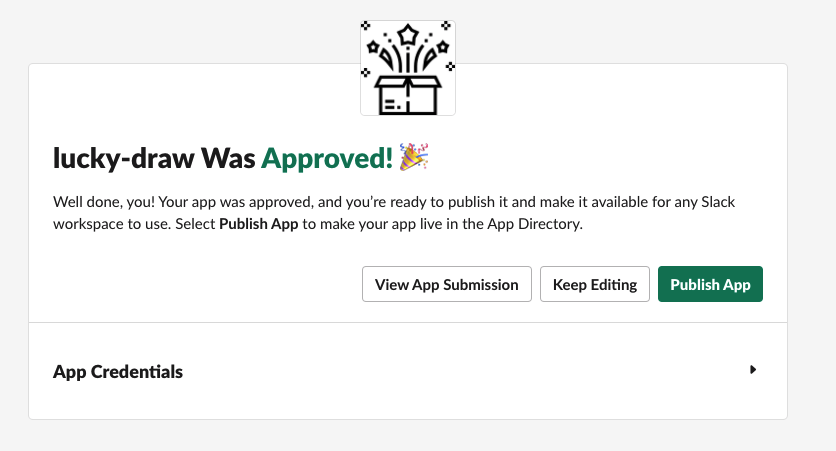 lucky-draw Was Approved! 🎉
Well done, you! Your app was approved, and you’re ready to publish it and make it available for any Slack
workspace to use. Select Publish App to make your app live in the App Directory.
View App Submission
Keep Editing
Publish App
App Credentials